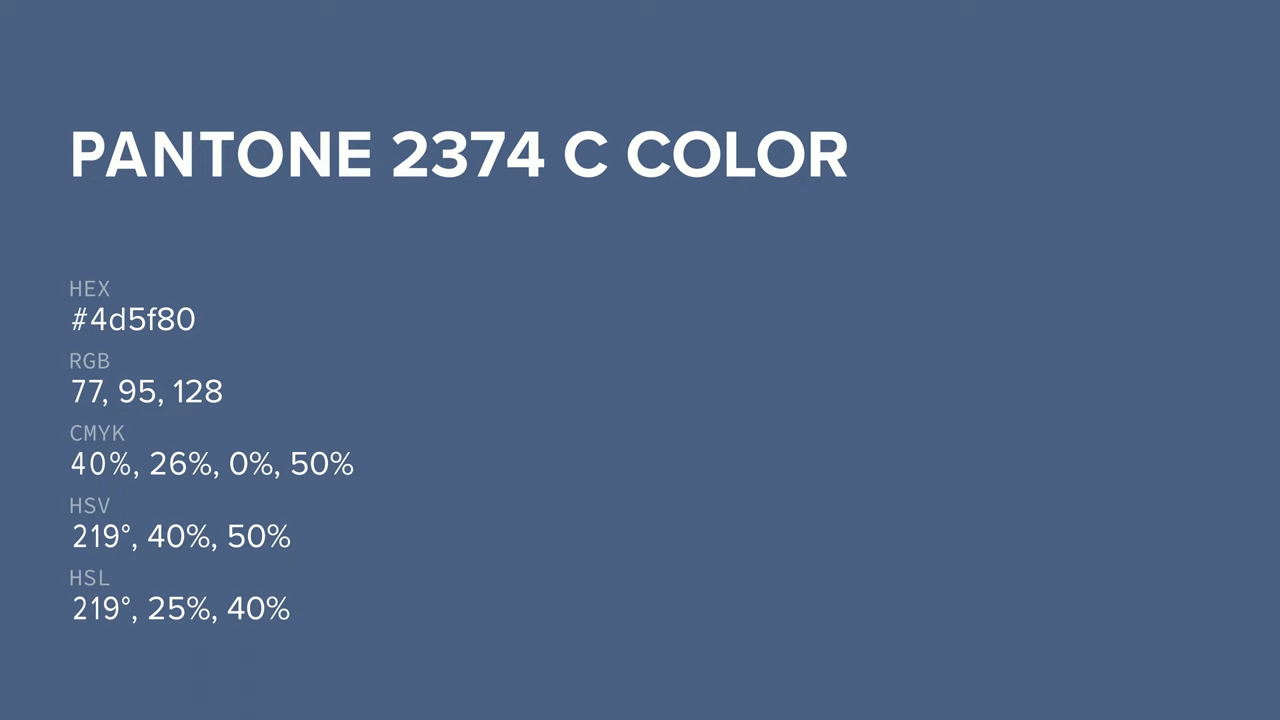 PANTONE 2374 C COLOR
HEX
#4d5f80
RGB
77, 95, 128
CMYK
40%, 26%, 0%, 50%
HSV
219°, 40%, 50%
HSL
219°, 25%, 40%